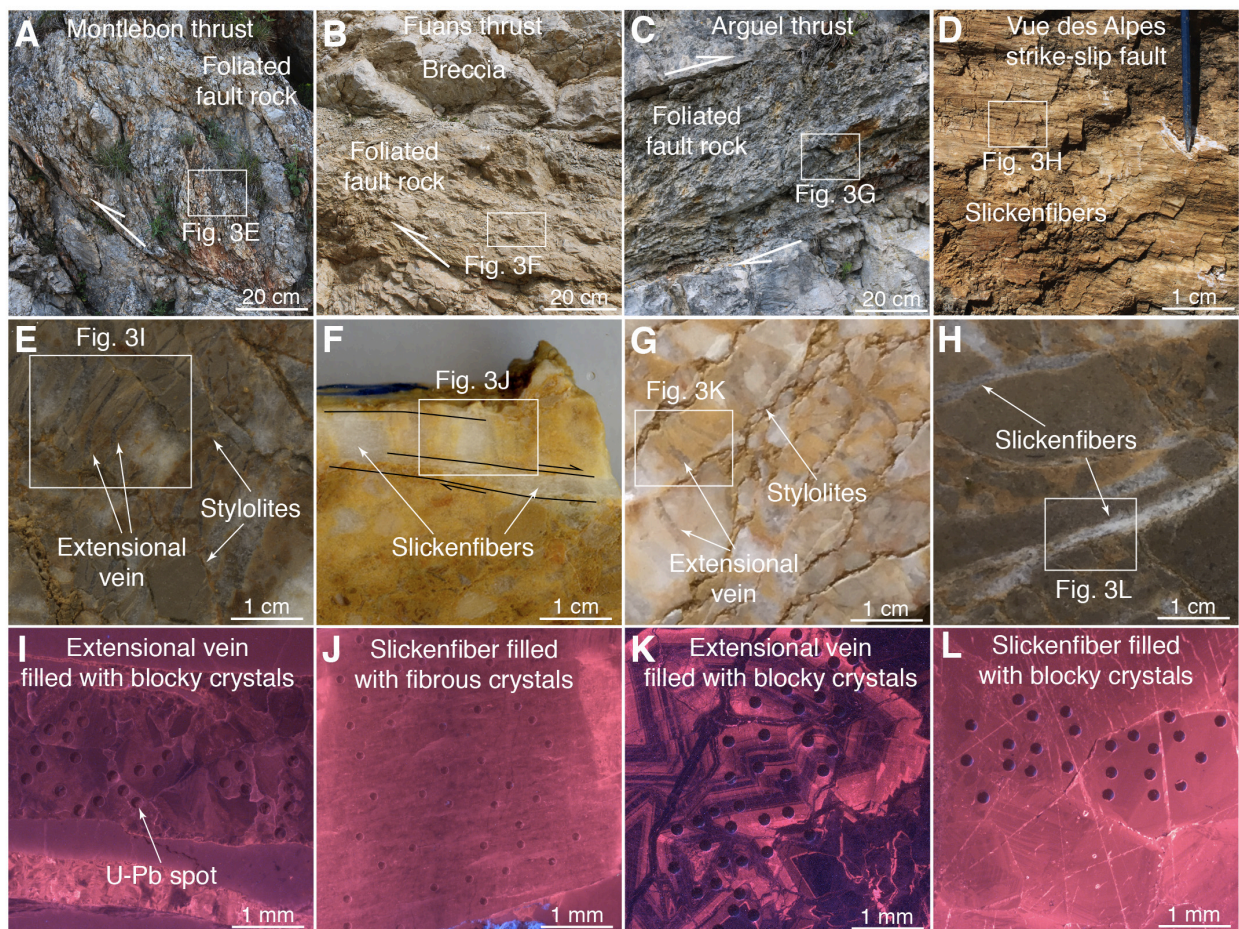 A Montlebon thrust
Foliated
fault rock
Fig. 3E
20 cm
B Fuans thrust
Breccia
Foliated
fault rock
Fig. 3F
20 cm
C Arguel thrust
Foliated
fault rock
Fig. 3G
20 cm
D Vue des Alpes
strike-slip fault
Fig. 3H
Slickenfibers
1 cm
E Fig. 3I
Stylolites
Extensional
vein
1 cm
F
Fig. 3J
Slickenfibers
1 cm
G
Fig. 3K
Stylolites
Extensional
vein
1 cm
H
Slickenfibers
Fig. 3L
1 cm
I Extensional vein
filled with blocky crystals
U-Pb spot
1 mm
J Slickenfiber filled
with fibrous crystals
1 mm
K Extensional vein
filled with blocky crystals
1 mm
L Slickenfiber filled
with blocky crystals
1 mm